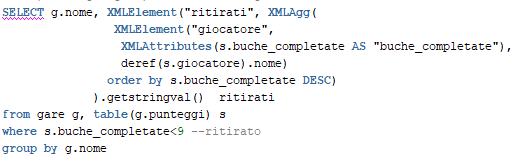 SELECT g.nome, XMLElement("ritirati", XMLAgg(
XMLElement("giocatore",
XMLAttributes(s.buche_completate AS "buche_completate"),
deref(s.giocatore).nome)
order by s.buche_completate DESC)
).getstringval()  ritirati
from gare g, table(g.punteggi) s
where s.buche_completate<9 --ritirato
group by g.nome